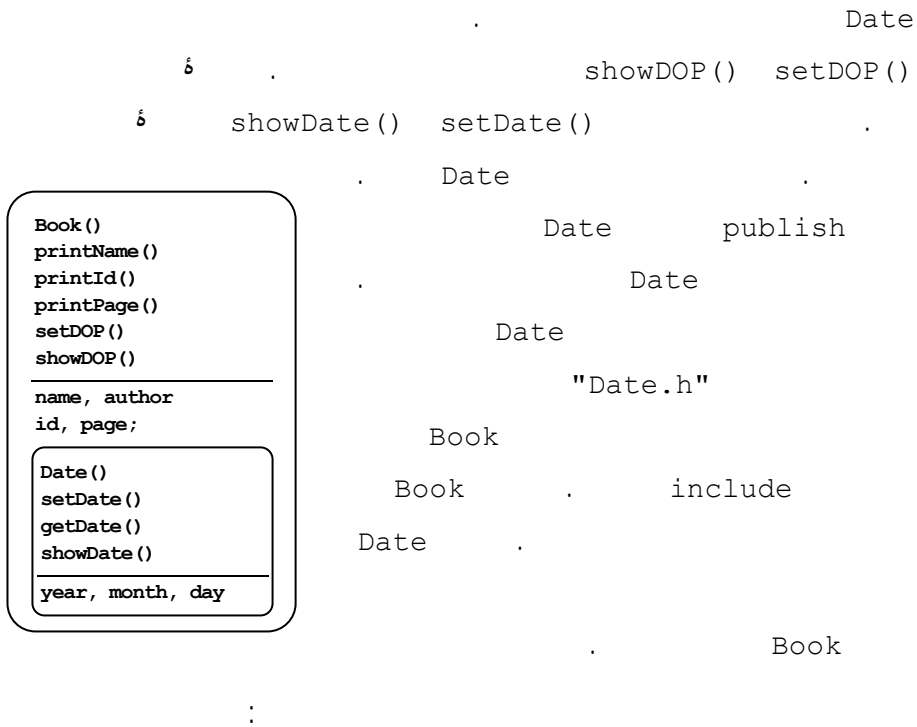 Date .
setDOP() showDOP() . ۀ
. setDate() showDate() ۀ
. Date .
publish Date
Date .
Date
"Date.h"
Book
include . Book
. Date
Book .
:
Book()
printName()
printId()
printPage()
setDOP()
showDOP()
name, author
id, page;
Date()
setDate()
getDate()
showDate()
year, month, day